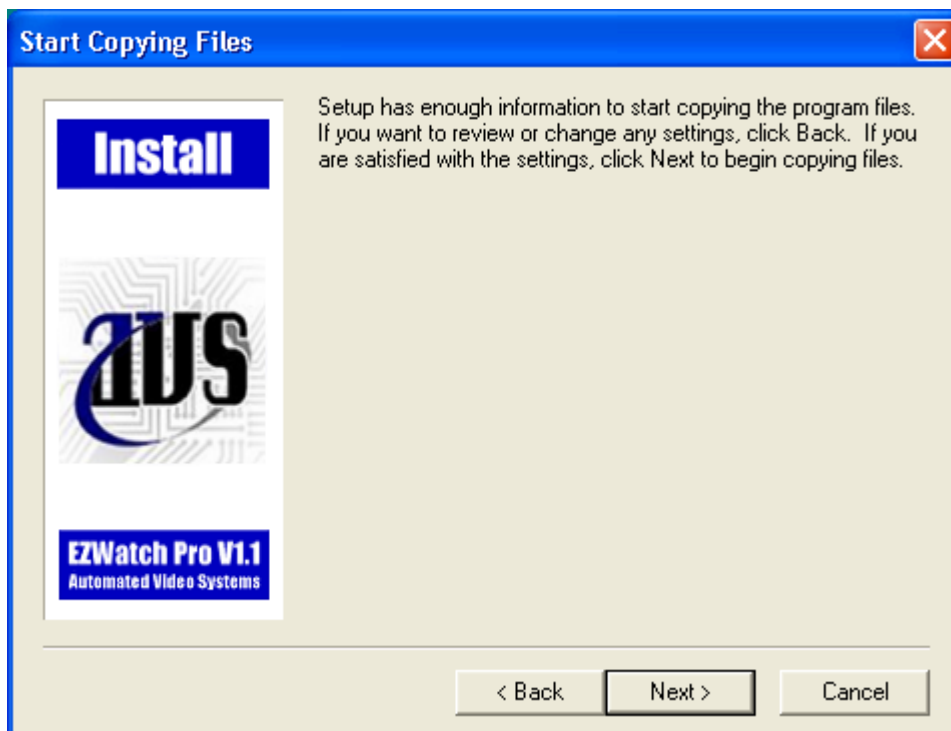 Start Copying Files
Install
AVS
EZWatch Pro V1.1
Automated Video Systems
Setup has enough information to start copying the program files.
If you want to review or change any settings, click Back. If you
are satisfied with the settings, click Next to begin copying files.
< Back
Next >
Cancel